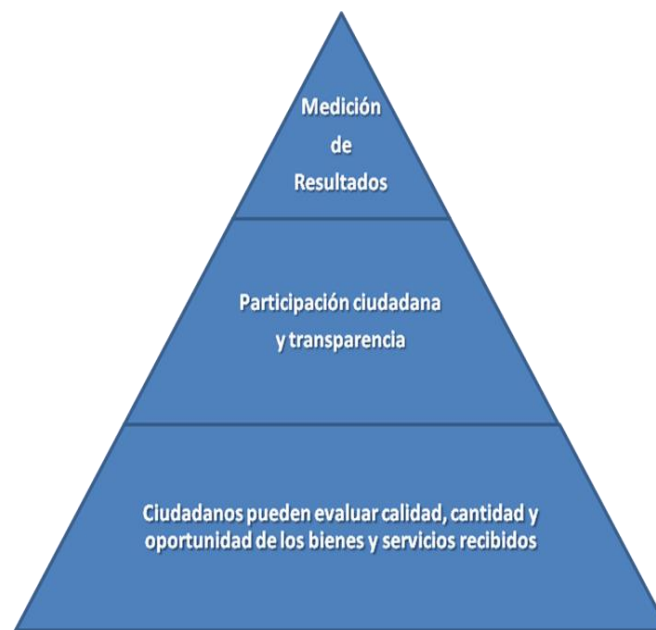 Medición
de
Resultados
Participación ciudadana
y transparencia
Ciudadanos pueden evaluar calidad, cantidad y
oportunidad de los bienes y servicios recibidos